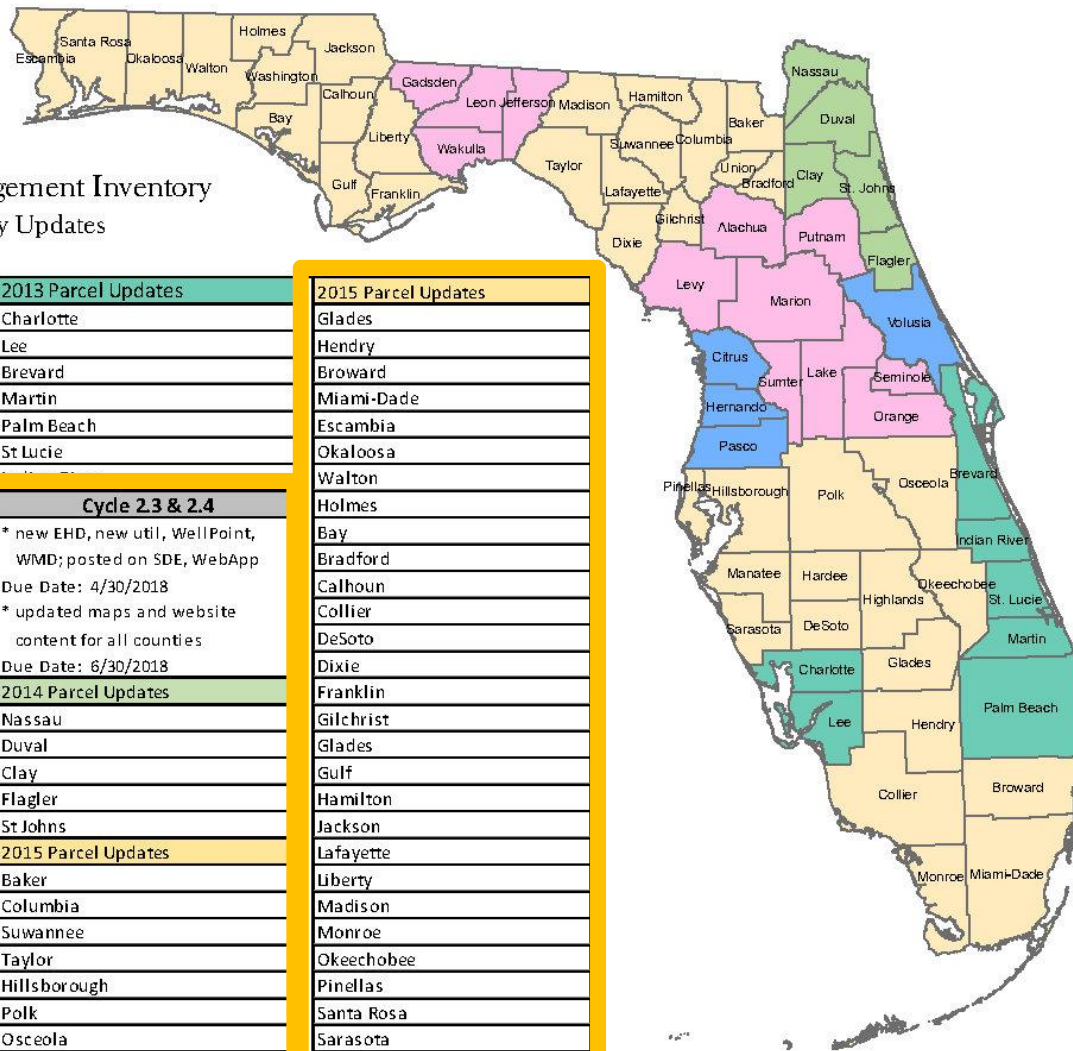 gement Inventory
y Updates
2013 Parcel Updates
Charlotte
Lee
Brevard
Martin
Palm Beach
St Lucie
Cycle 2.3 & 2.4
* new EHD, new util, WellPoint,
WMD; posted on SDE, WebApp
Due Date: 4/30/2018
* updated maps and website
content for all counties
Due Date: 6/30/2018
2014 Parcel Updates
Nassau
Duval
Clay
Flagler
St Johns
2015 Parcel Updates
Baker
Columbia
Suwannee
Taylor
Hillsborough
Polk
Osceola
2015 Parcel Updates
Glades
Hendry
Broward
Miami-Dade
Escambia
Okaloosa
Walton
Holmes
Bay
Bradford
Calhoun
Collier
DeSoto
Dixie
Franklin
Gilchrist
Glades
Gulf
Hamilton
Jackson
Lafayette
Liberty
Madison
Monroe
Okeechobee
Pinellas
Santa Rosa
Sarasota
Escambia
Santa Rosa
Okaloosa
Walton
Holmes
Washington
Jackson
Bay
Calhoun
Gulf
Liberty
Franklin
Gadsden
Leon
Jefferson
Wakulla
Madison
Taylor
Hamilton
Suwannee
Lafayette
Dixie
Columbia
Gilchrist
Baker
Union
Bradford
Nassau
Duval
Clay
St. Johns
Alachua
Putnam
Flagler
Levy
Marion
Volusia
Citrus
Sumter
Lake
Seminole
Hernando
Orange
Pasco
Pinellas
Hillsborough
Polk
Osceola
Brevard
Indian River
Manatee
Hardee
Highlands
Okeechobee
St. Lucie
Sarasota
DeSoto
Martin
Charlotte
Glades
Lee
Hendry
Palm Beach
Collier
Broward
Monroe
Miami-Dade